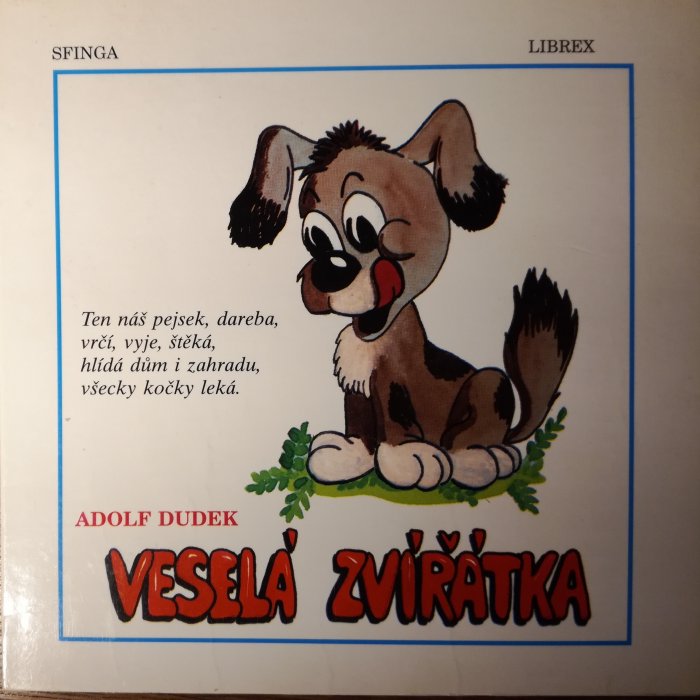 SFINGA
LIBREX
Ten náš pejsek, dareba,
vrčí, vyje, štěká,
hlídá dům i zahradu,
všecky kočky leká.
ADOLF DUDEK
VESELÁ ZVÍŘÁTKA